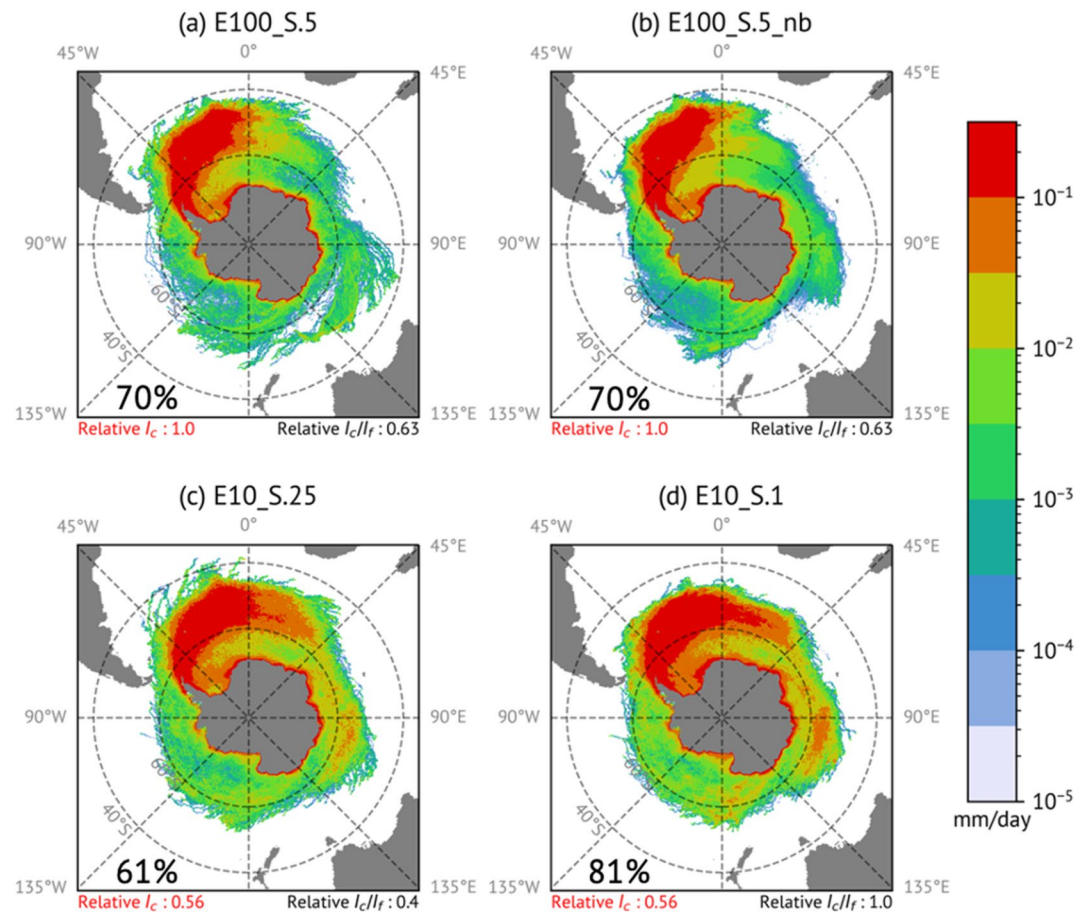 (a) E100_S.5
(b) E100_S.5_nb
45°W 0° 45°E
45°W 0° 45°E
90°W 90°E
90°W 90°E
60°S
60°S
40°S
40°S
70%
70%
135°W 135°E
135°W 135°E
Relative I_c : 1.0 Relative I_c/I_f : 0.63
Relative I_c : 1.0 Relative I_c/I_f : 0.63
(c) E10_S.25
(d) E10_S.1
45°W 0° 45°E
45°W 0° 45°E
90°W 90°E
90°W 90°E
60°S
60°S
40°S
40°S
61%
81%
135°W 135°E
135°W 135°E
Relative I_c : 0.56 Relative I_c/I_f : 0.4
Relative I_c : 0.56 Relative I_c/I_f : 1.0
10⁻¹
10⁻²
10⁻³
10⁻⁴
10⁻⁵
mm/day